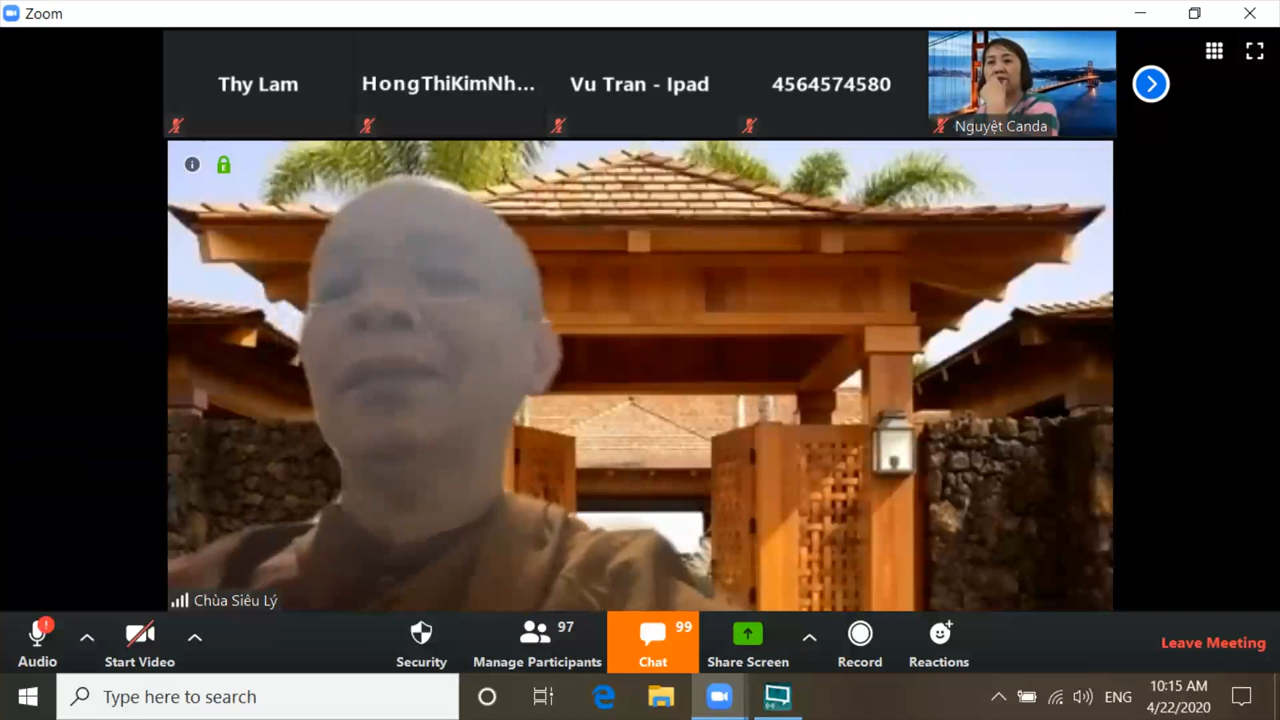 Zoom
Thy Lam
HongThiKimNh...
Vu Tran - Ipad
4564574580
Nguyệt Canda
Chùa Siêu Lý
97
99
Audio
Start Video
Security
Manage Participants
Chat
Share Screen
Record
Reactions
Leave Meeting
Type here to search
ENG
10:15 AM
4/22/2020